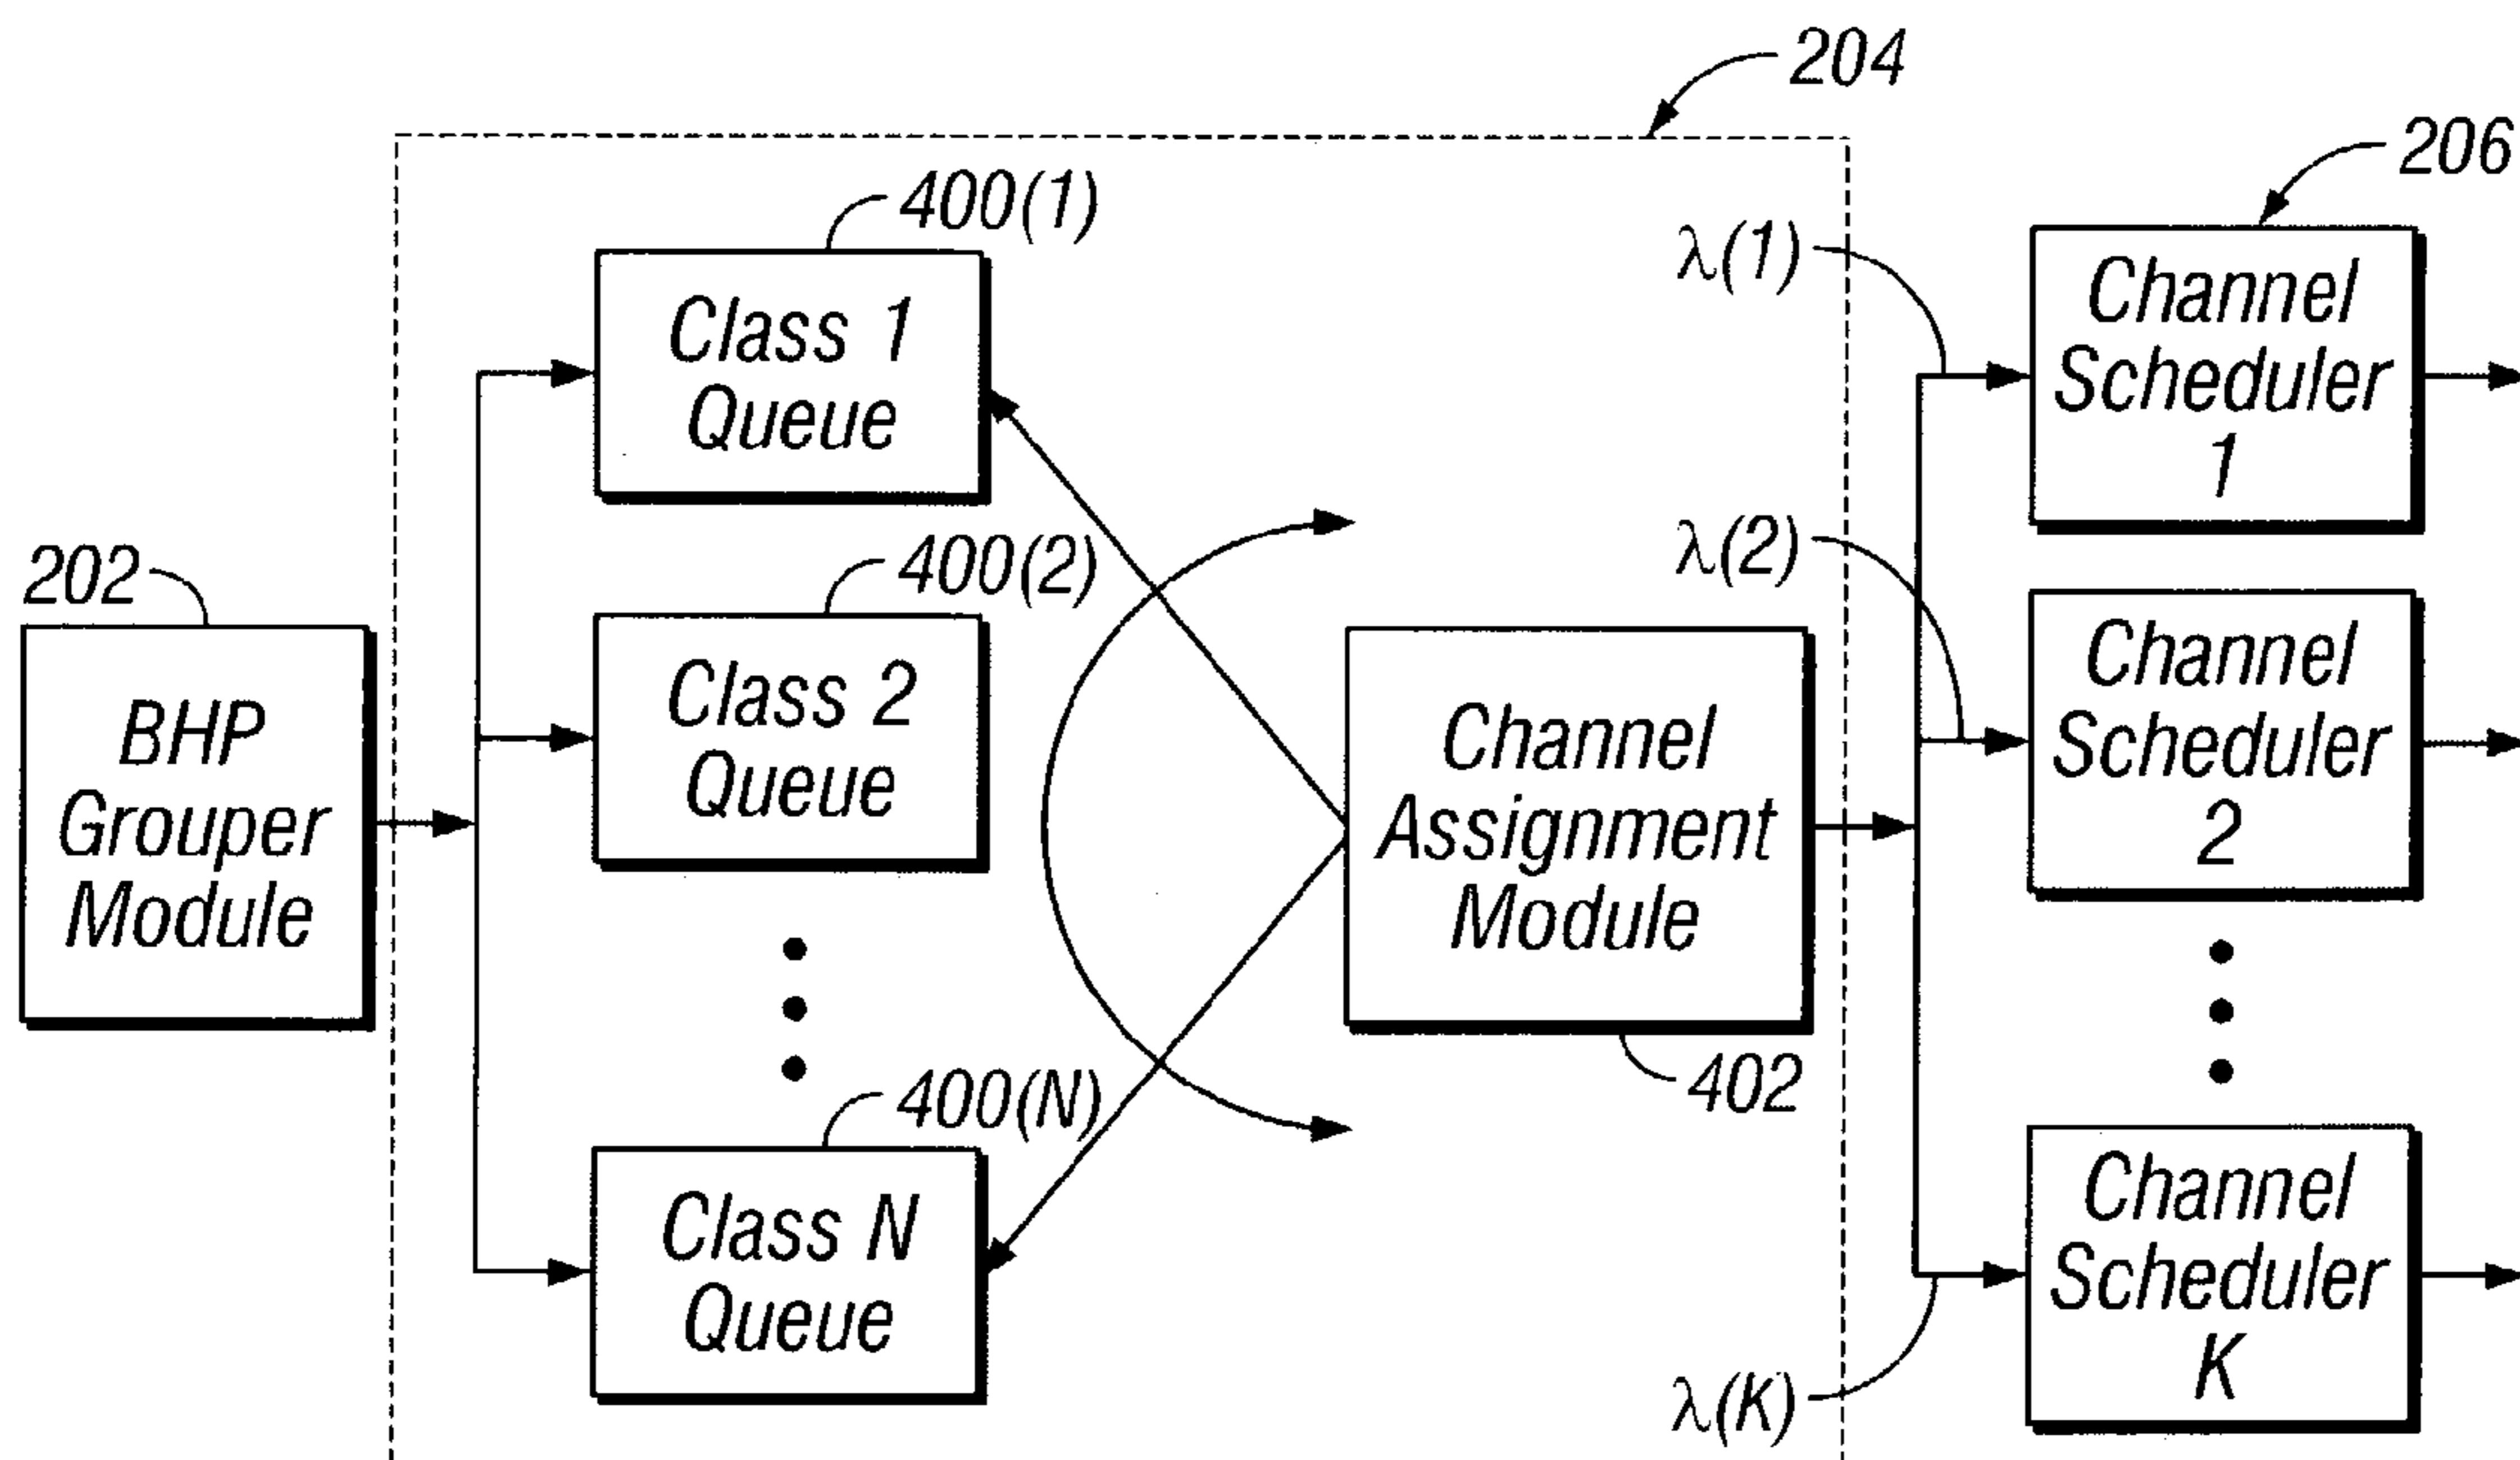 204
206
400(1)
λ(1)
Channel
Scheduler
1
Class 1
Queue
202
400(2)
λ(2)
BHP
Grouper
Module
Class 2
Queue
Channel
Assignment
Module
402
Channel
Scheduler
2
400(N)
Class N
Queue
λ(K)
Channel
Scheduler
K